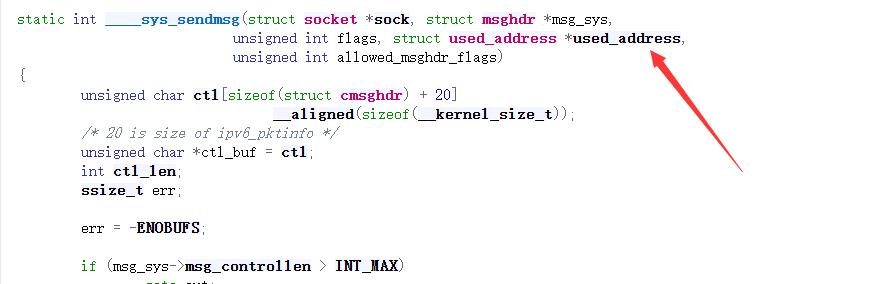 static int ____sys_sendmsg(struct socket *sock, struct msghdr *msg_sys,
unsigned int flags, struct used_address *used_address,
unsigned int allowed_msghdr_flags)
{
unsigned char ctl[sizeof(struct cmsghdr) + 20]
__aligned(sizeof(__kernel_size_t));
/* 20 is size of ipv6_pktinfo */
unsigned char *ctl_buf = ctl;
int ctl_len;
ssize_t err;
err = -ENOBUFS;
if (msg_sys->msg_controllen > INT_MAX)